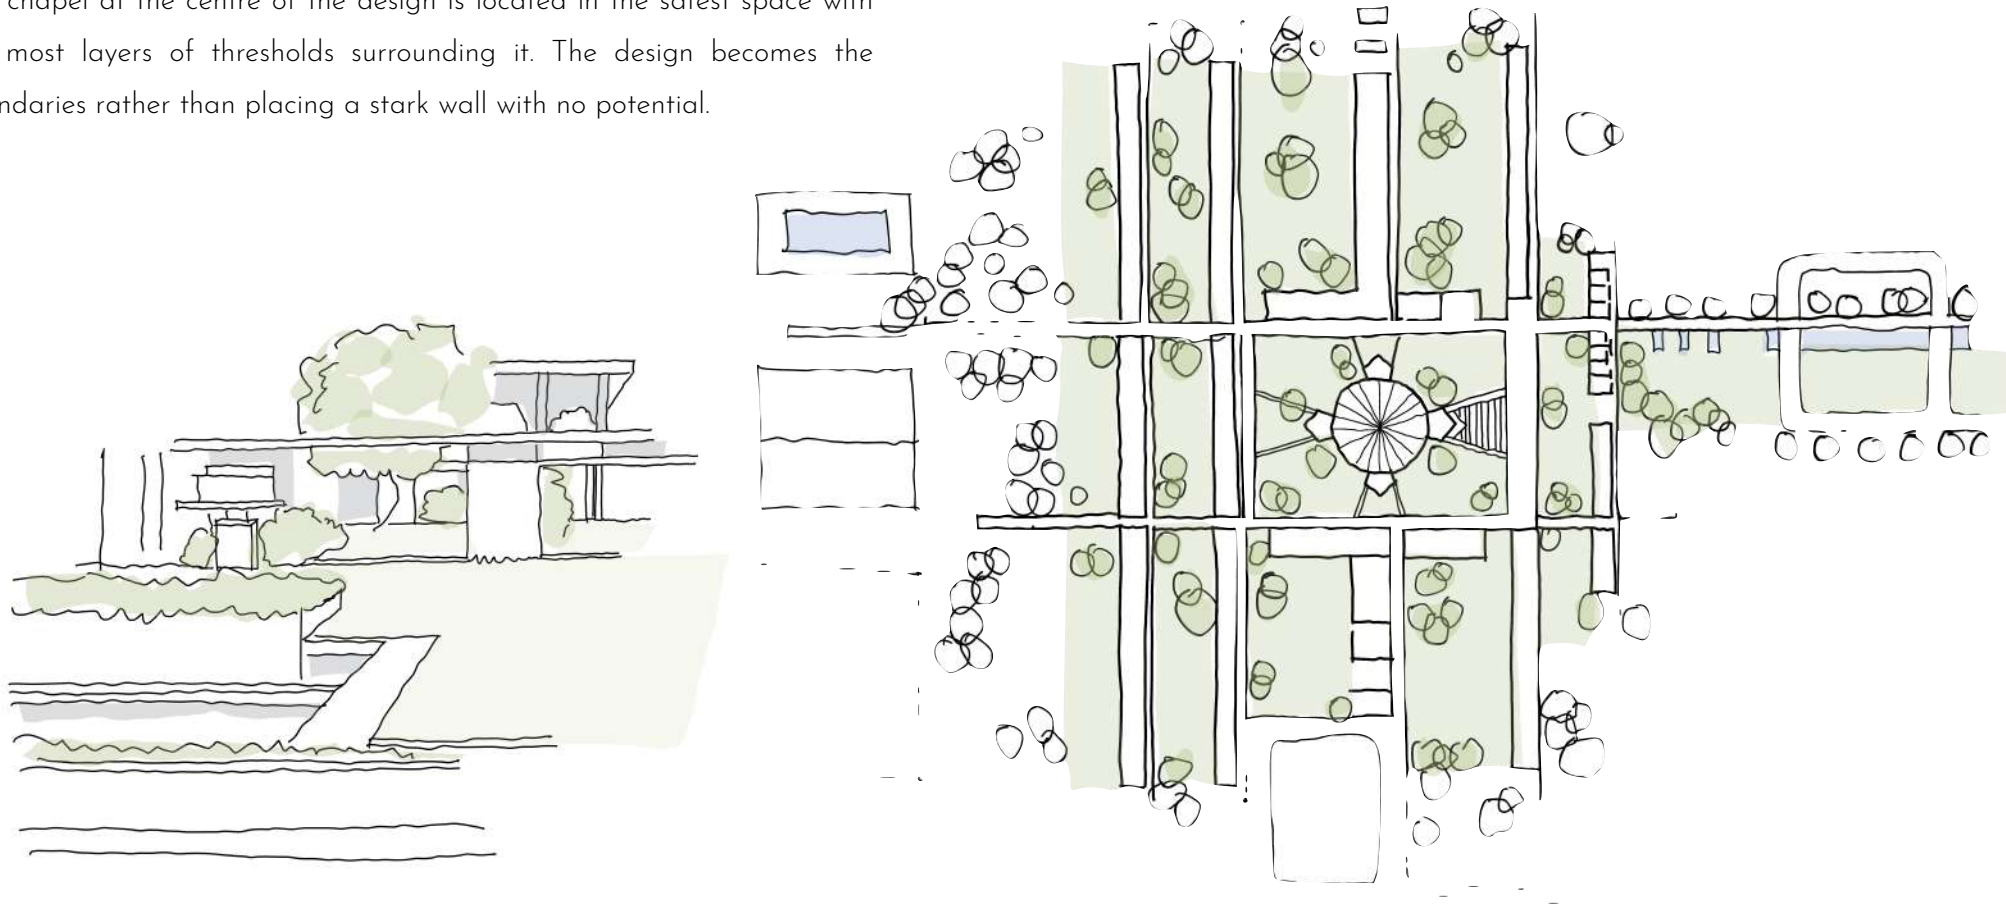 chapel at the centre of the design is located in the safest space with
most layers of thresholds surrounding it. The design becomes the
ndaries rather than placing a stark wall with no potential.